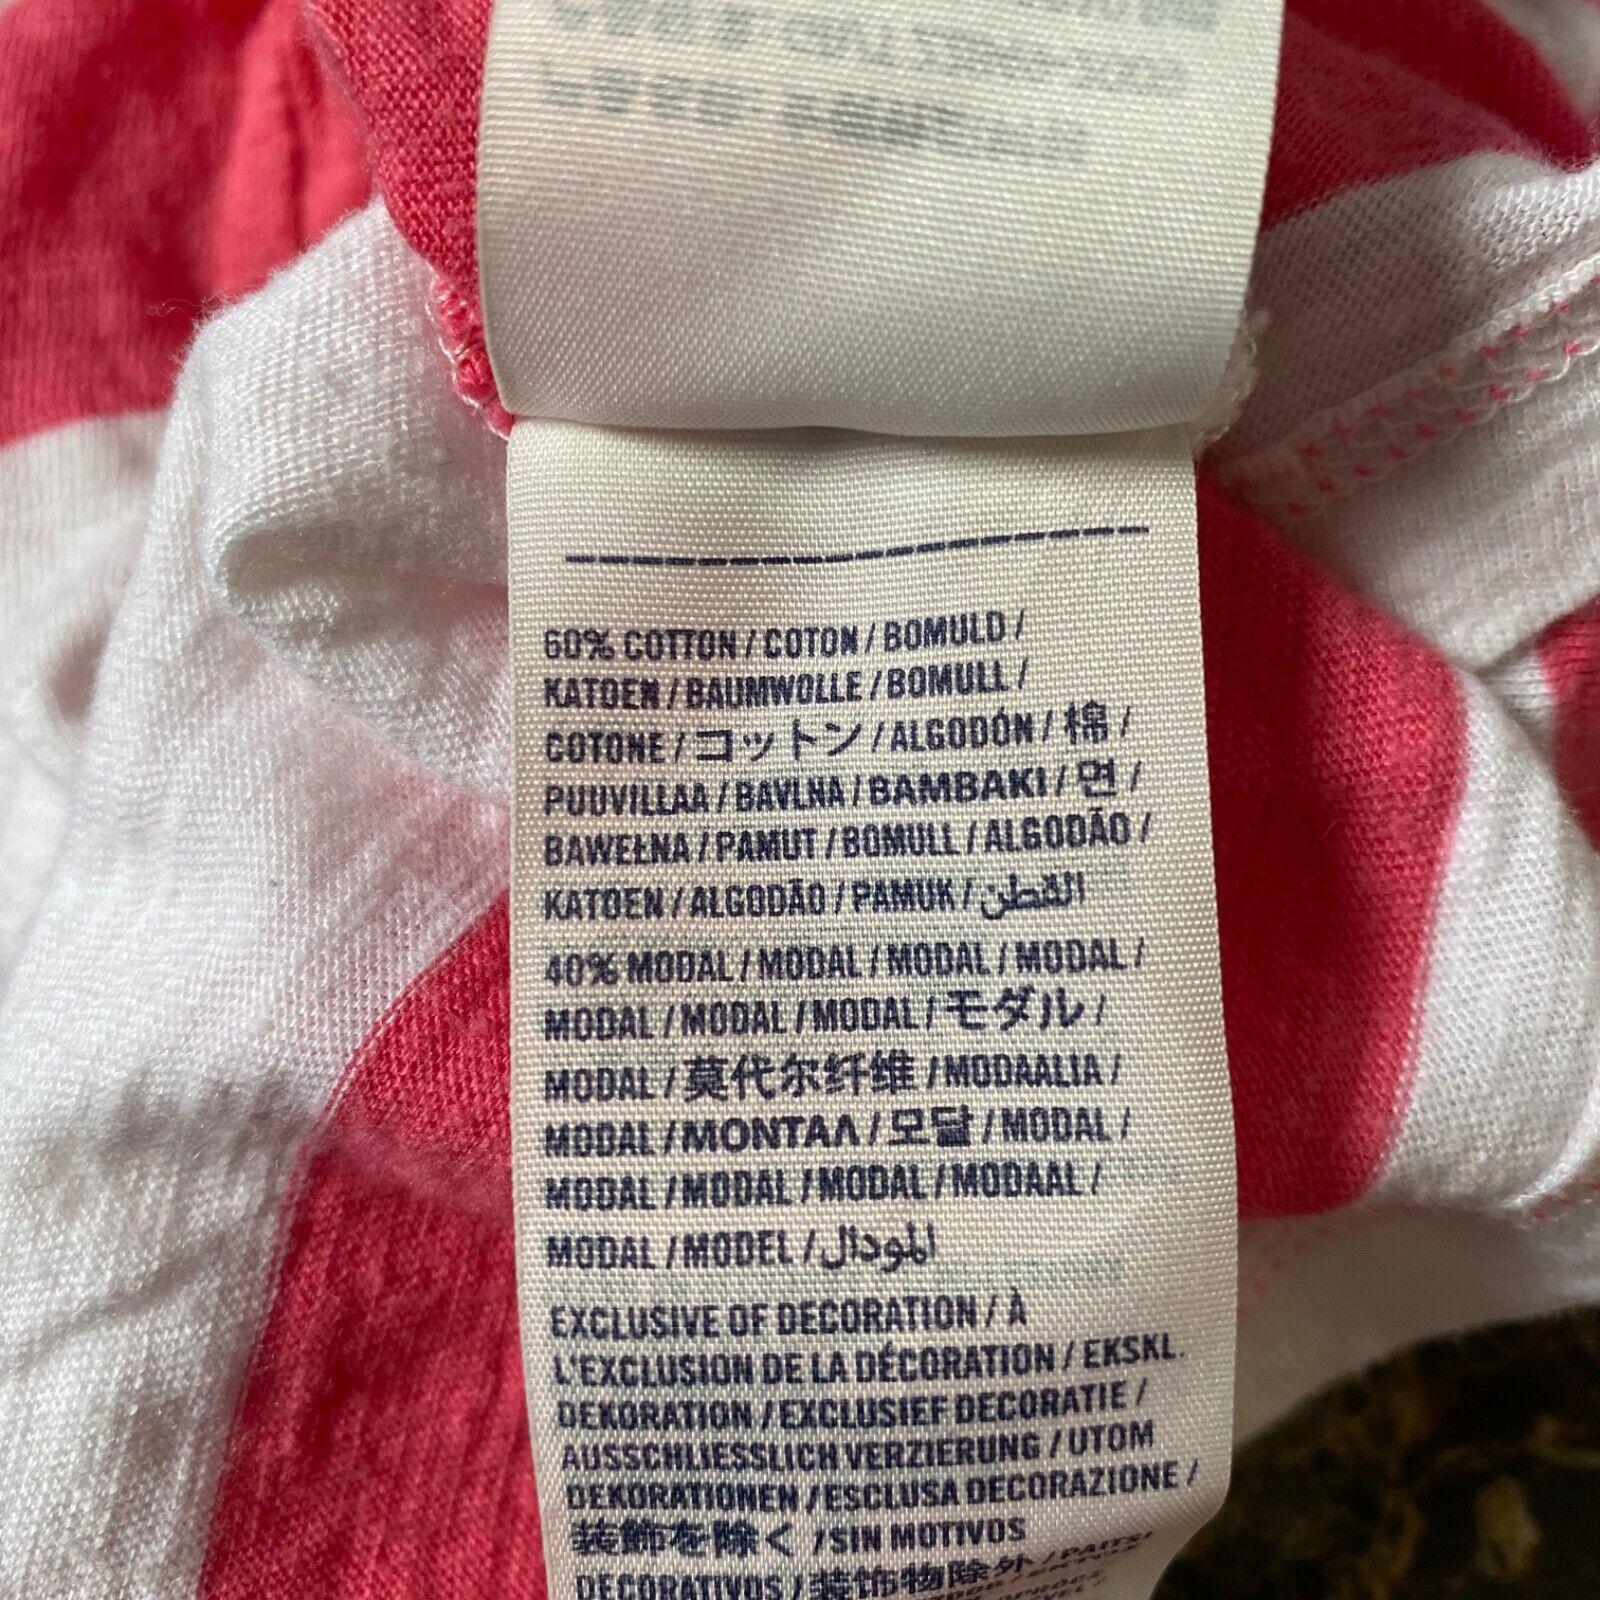 60% COTTON / COTON / BOMULD /
KATOEN / BAUMWOLLE / BOMULL /
COTONE / コットン / ALGODÓN / 棉 /
PUUVILLAA / BAVLNA / BAMBAKI / 면 /
BAWEŁNA / PAMUT / BOMULL / ALGODÃO /
KATOEN / ALGODÃO / PAMUK / القطن
40% MODAL / MODAL / MODAL / MODAL /
MODAL / MODAL / MODAL / モダル /
MODAL / 莫代尔纤维 / MODAALIA /
MODAL / MONTAΛ / 모달 / MODAL /
MODAL / MODAL / MODAL / MODAAL /
MODAL / MODEL / المودال
EXCLUSIVE OF DECORATION / À
L'EXCLUSION DE LA DÉCORATION / EKSKL.
DEKORATION / EXCLUSIEF DECORATIE /
AUSSCHLIESSLICH VERZIERUNG / UTOM
DEKORATIONEN / ESCLUSA DECORAZIONE /
装飾を除く / SIN MOTIVOS
DECORATIVOS / 装饰物除外 / PAITSI